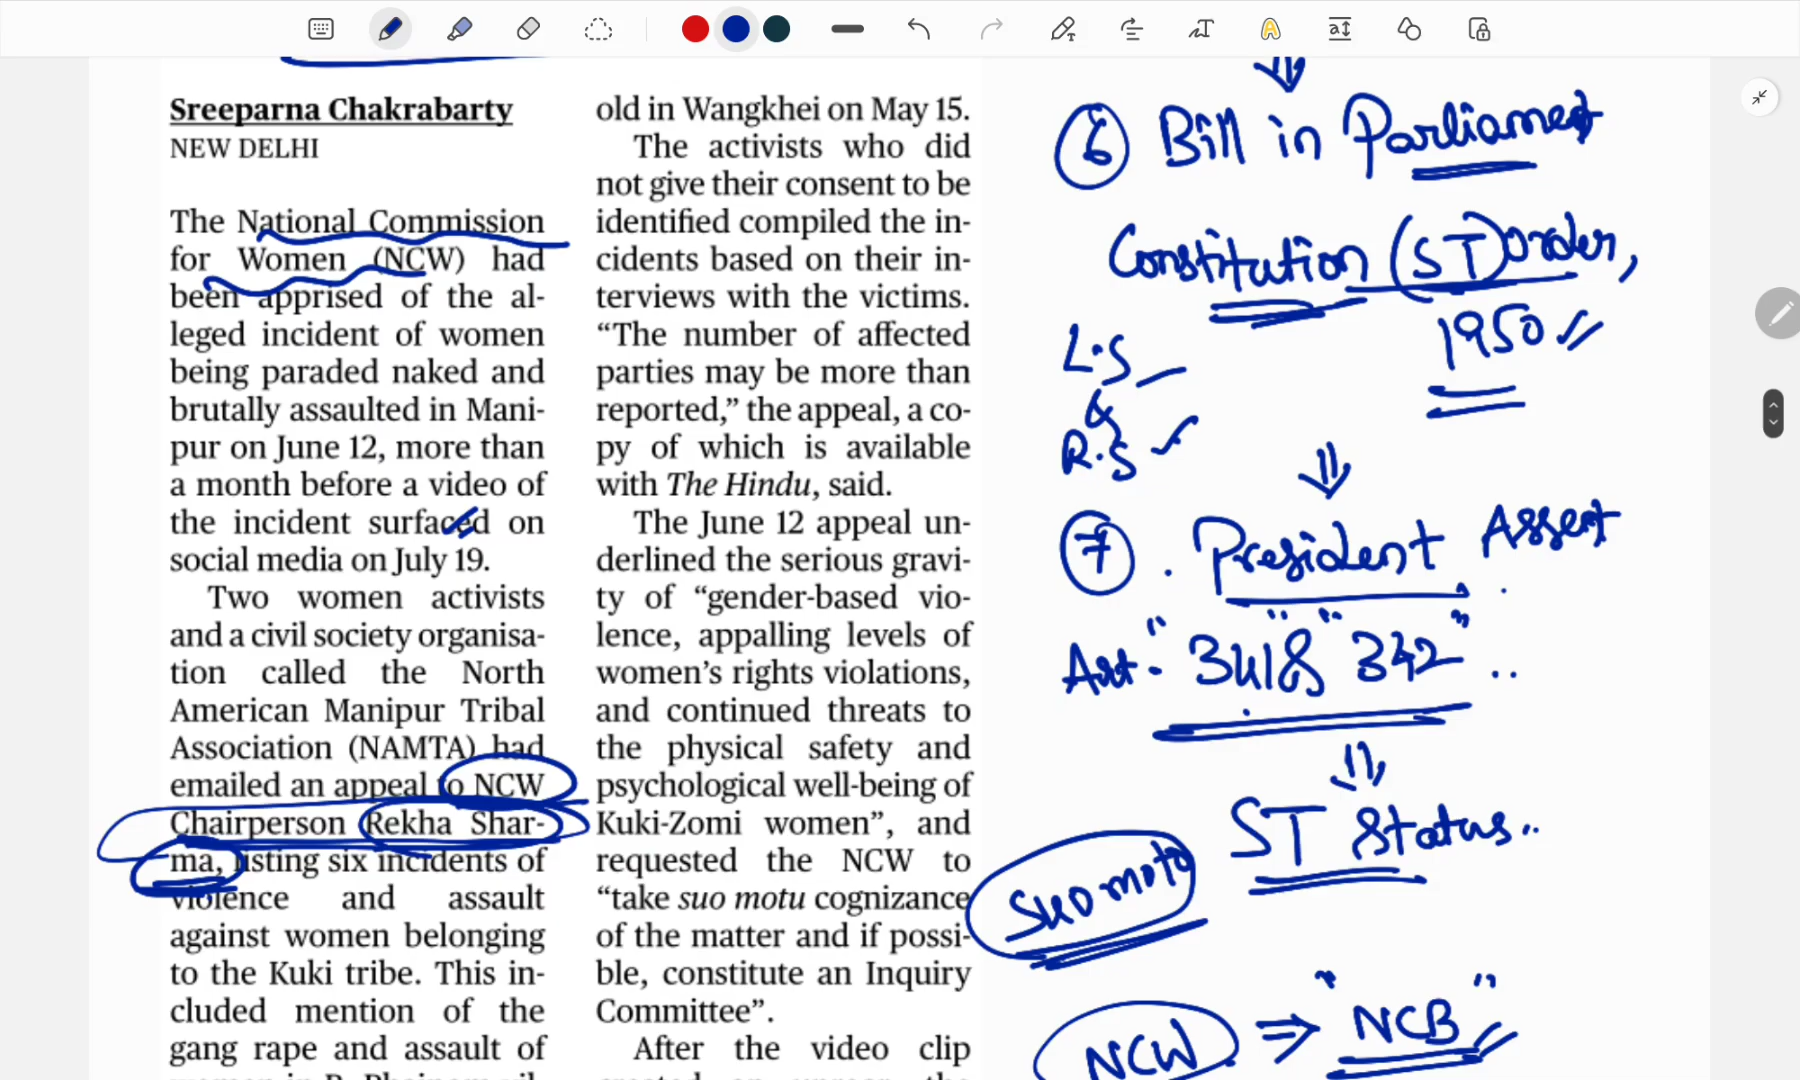 Sreeparna Chakrabarty
NEW DELHI
The National Commission
for Women (NCW) had
been apprised of the al-
leged incident of women
being paraded naked and
brutally assaulted in Mani-
pur on June 12, more than
a month before a video of
the incident surfaced on
social media on July 19.
Two women activists
and a civil society organisa-
tion called the North
American Manipur Tribal
Association (NAMTA) had
emailed an appeal to NCW
Chairperson Rekha Shar-
ma, listing six incidents of
violence and assault
against women belonging
to the Kuki tribe. This in-
cluded mention of the
gang rape and assault of
old in Wangkhei on May 15.
The activists who did
not give their consent to be
identified compiled the in-
cidents based on their in-
terviews with the victims.
“The number of affected
parties may be more than
reported,” the appeal, a co-
py of which is available
with The Hindu, said.
The June 12 appeal un-
derlined the serious gravi-
ty of “gender-based vio-
lence, appalling levels of
women’s rights violations,
and continued threats to
the physical safety and
psychological well-being of
Kuki-Zomi women”, and
requested the NCW to
“take suo motu cognizance
of the matter and if possi-
ble, constitute an Inquiry
Committee”.
After the video clip
6 Bill in Parliament
Constitution (ST) Order,
1950
L.S
&
R.S
7. President Assent
Art. "341" & "342"..
ST Status..
Suo moto
NCW ⇒ "NCB"